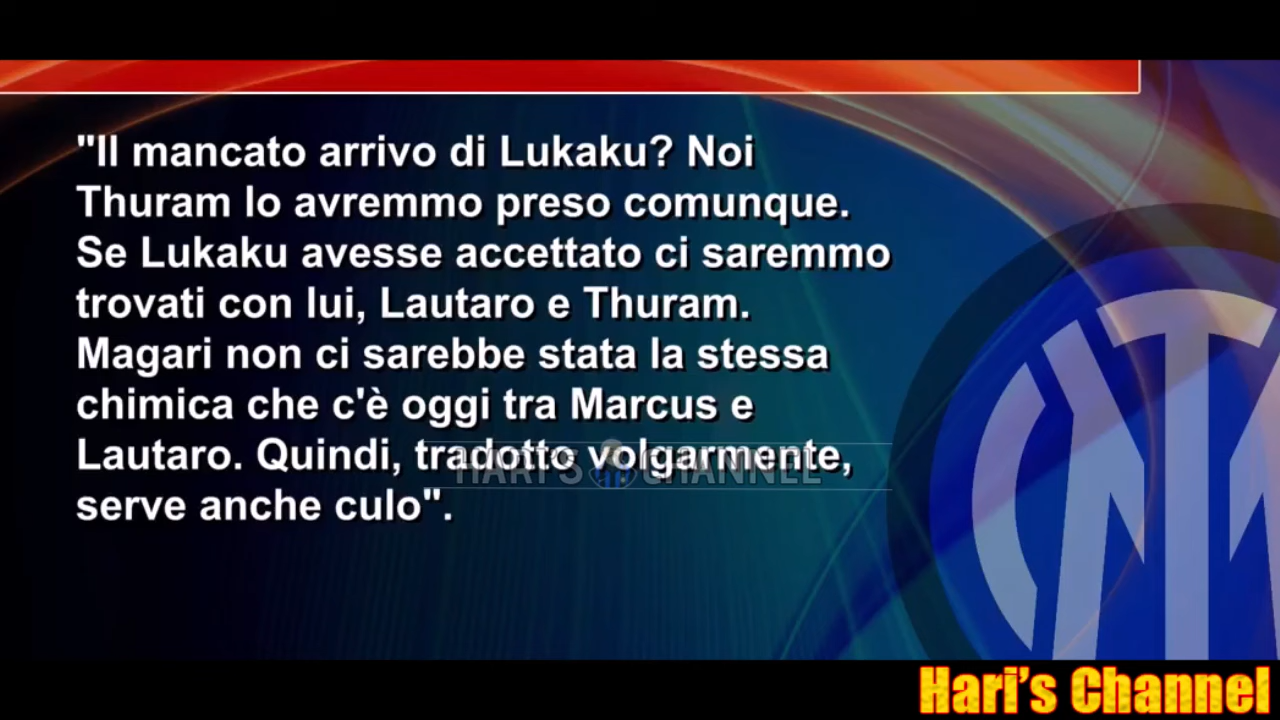 "Il mancato arrivo di Lukaku? Noi
Thuram lo avremmo preso comunque.
Se Lukaku avesse accettato ci saremmo
trovati con lui, Lautaro e Thuram.
Magari non ci sarebbe stata la stessa
chimica che c'è oggi tra Marcus e
Lautaro. Quindi, tradotto volgarmente,
HARI'S CHANNEL
serve anche culo".
Hari's Channel